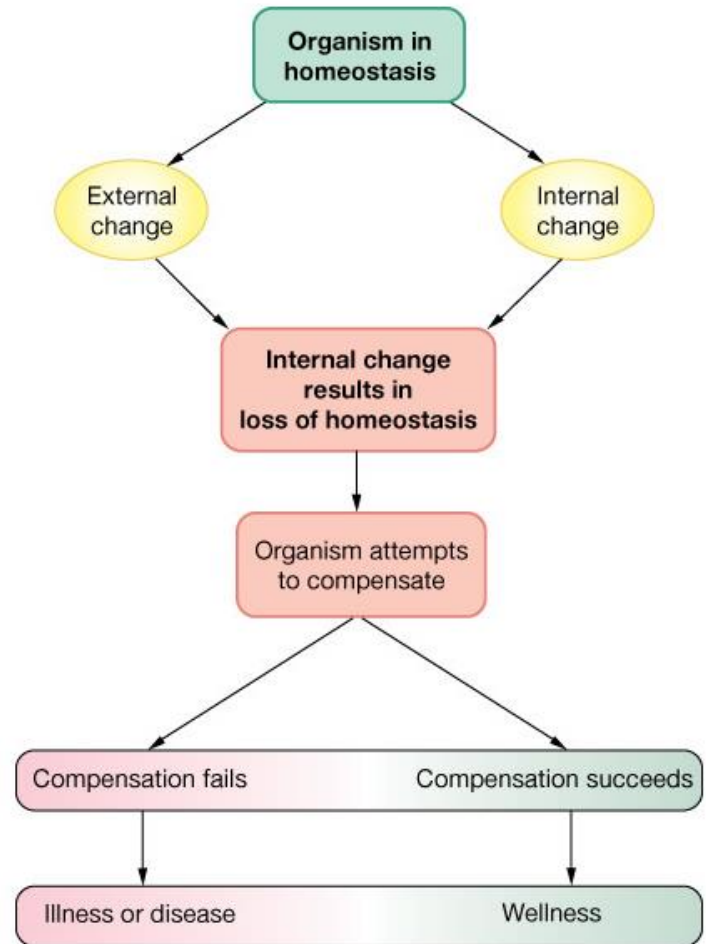 Organism in
homeostasis
External
change
Internal
change
Internal change
results in
loss of homeostasis
Organism attempts
to compensate
Compensation fails
Compensation succeeds
Illness or disease
Wellness